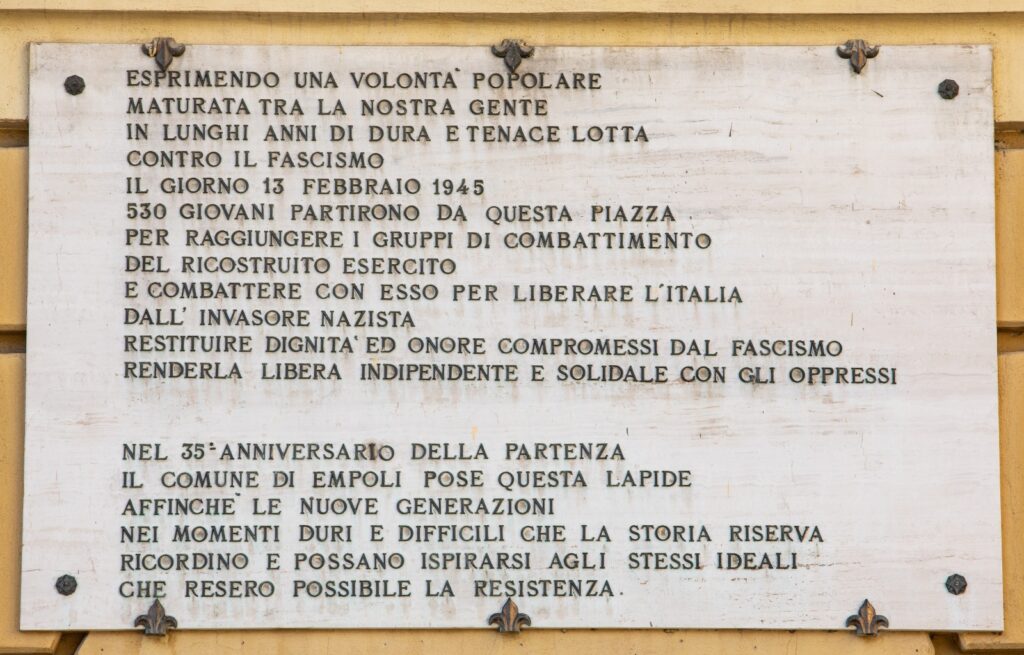 ESPRIMENDO UNA VOLONTA' POPOLARE
MATURATA TRA LA NOSTRA GENTE
IN LUNGHI ANNI DI DURA E TENACE LOTTA
CONTRO IL FASCISMO
IL GIORNO 13 FEBBRAIO 1945
530 GIOVANI PARTIRONO DA QUESTA PIAZZA
PER RAGGIUNGERE I GRUPPI DI COMBATTIMENTO
DEL RICOSTRUITO ESERCITO
E COMBATTERE CON ESSO PER LIBERARE L'ITALIA
DALL' INVASORE NAZISTA
RESTITUIRE DIGNITA' ED ONORE COMPROMESSI DAL FASCISMO
RENDERLA LIBERA INDIPENDENTE E SOLIDALE CON GLI OPPRESSI
NEL 35° ANNIVERSARIO DELLA PARTENZA
IL COMUNE DI EMPOLI POSE QUESTA LAPIDE
AFFINCHE' LE NUOVE GENERAZIONI
NEI MOMENTI DURI E DIFFICILI CHE LA STORIA RISERVA
RICORDINO E POSSANO ISPIRARSI AGLI STESSI IDEALI
CHE RESERO POSSIBILE LA RESISTENZA.